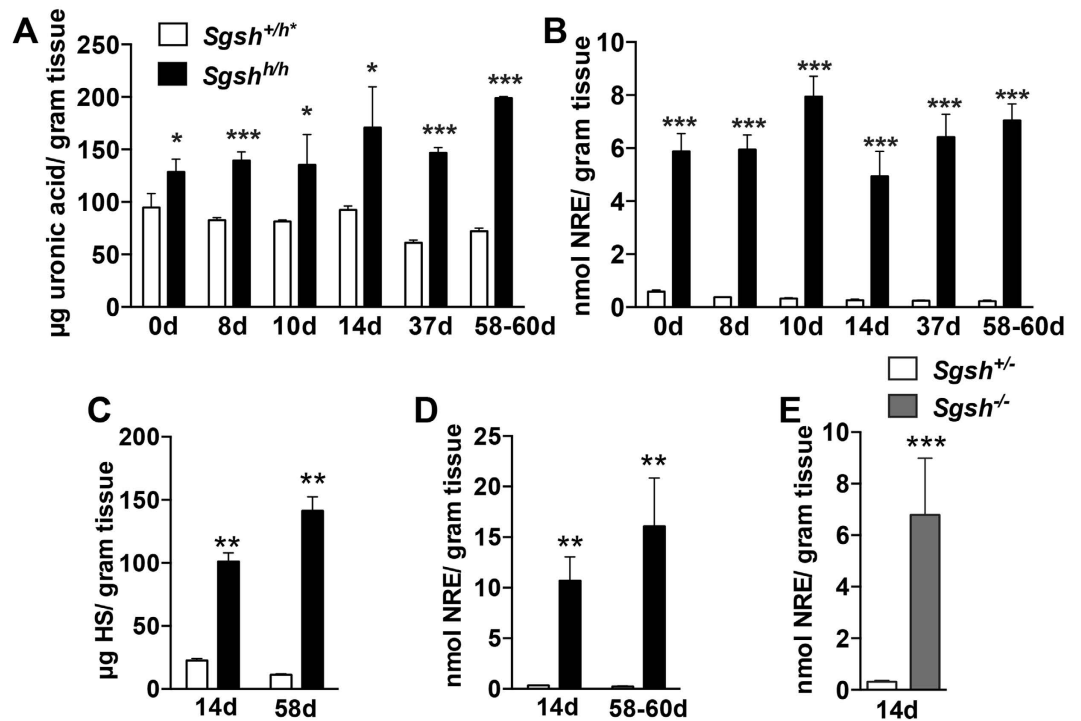 A
Sgsh+/h*
Sgshh/h
µg uronic acid/ gram tissue
250
200
150
100
50
0
* *** * * *** ***
0d 8d 10d 14d 37d 58-60d
B
nmol NRE/ gram tissue
10
8
6
4
2
0
*** *** *** *** *** ***
0d 8d 10d 14d 37d 58-60d
Sgsh+/-
Sgsh-/-
C
µg HS/ gram tissue
200
150
100
50
0
** **
14d 58d
D
nmol NRE/ gram tissue
25
20
15
10
5
0
** **
14d 58-60d
E
nmol NRE/ gram tissue
10
8
6
4
2
0
***
14d